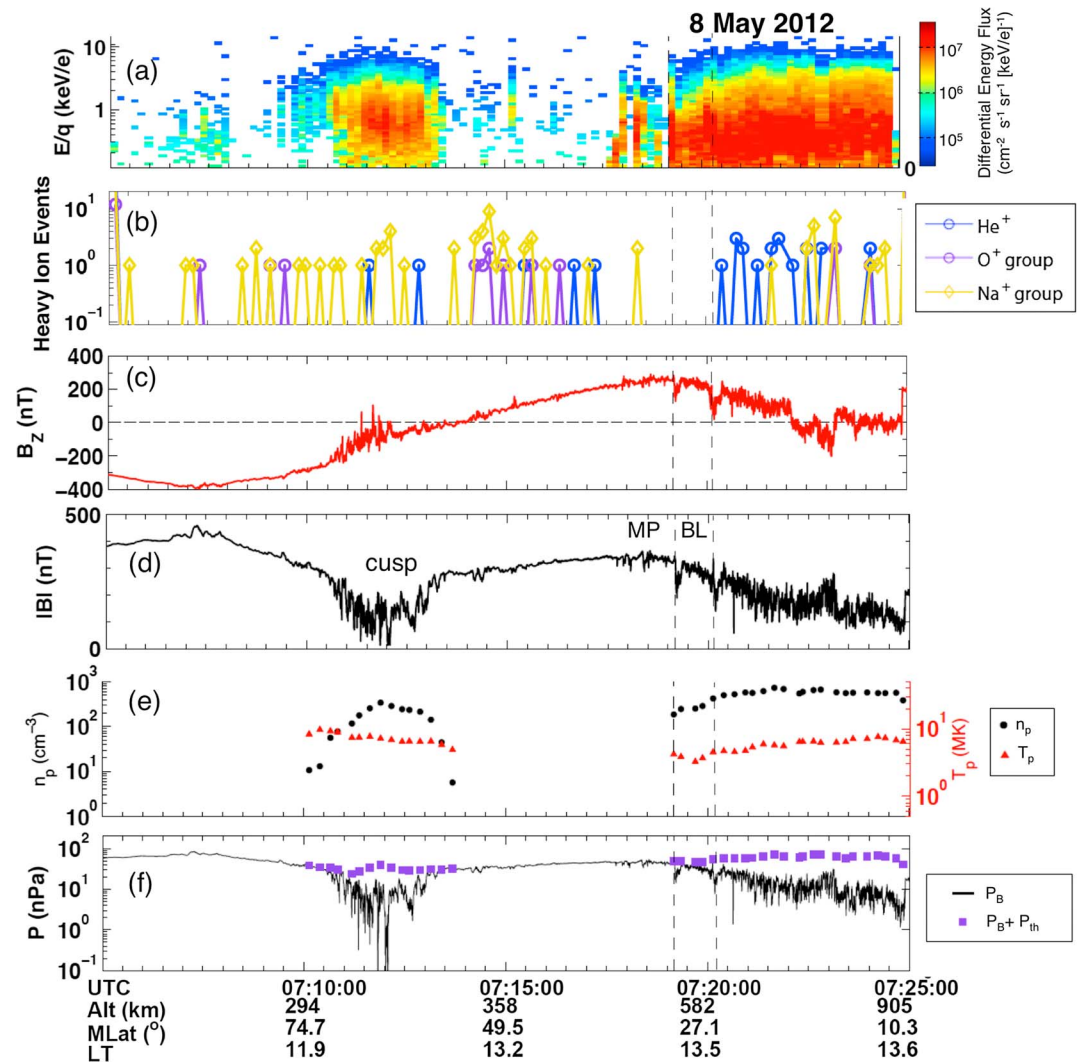 8 May 2012
(a)
E/q (keV/e)
10
1
0
10⁷
10⁶
10⁵
Differential Energy Flux
(cm⁻² s⁻¹ sr⁻¹ [keV/e]⁻¹)
(b)
Heavy Ion Events
10¹
10⁰
10⁻¹
He⁺
O⁺ group
Na⁺ group
(c)
B_Z (nT)
400
200
0
−200
−400
(d)
|B| (nT)
500
0
cusp
MP
BL
(e)
n_p (cm⁻³)
10³
10²
10¹
10⁰
10¹
10⁰
T_p (MK)
n_p
T_p
(f)
P (nPa)
10²
10¹
10⁰
10⁻¹
P_B
P_B + P_th
UTC 07:10:00 07:15:00 07:20:00 07:25:00
Alt (km) 294 358 582 905
MLat (°) 74.7 49.5 27.1 10.3
LT 11.9 13.2 13.5 13.6